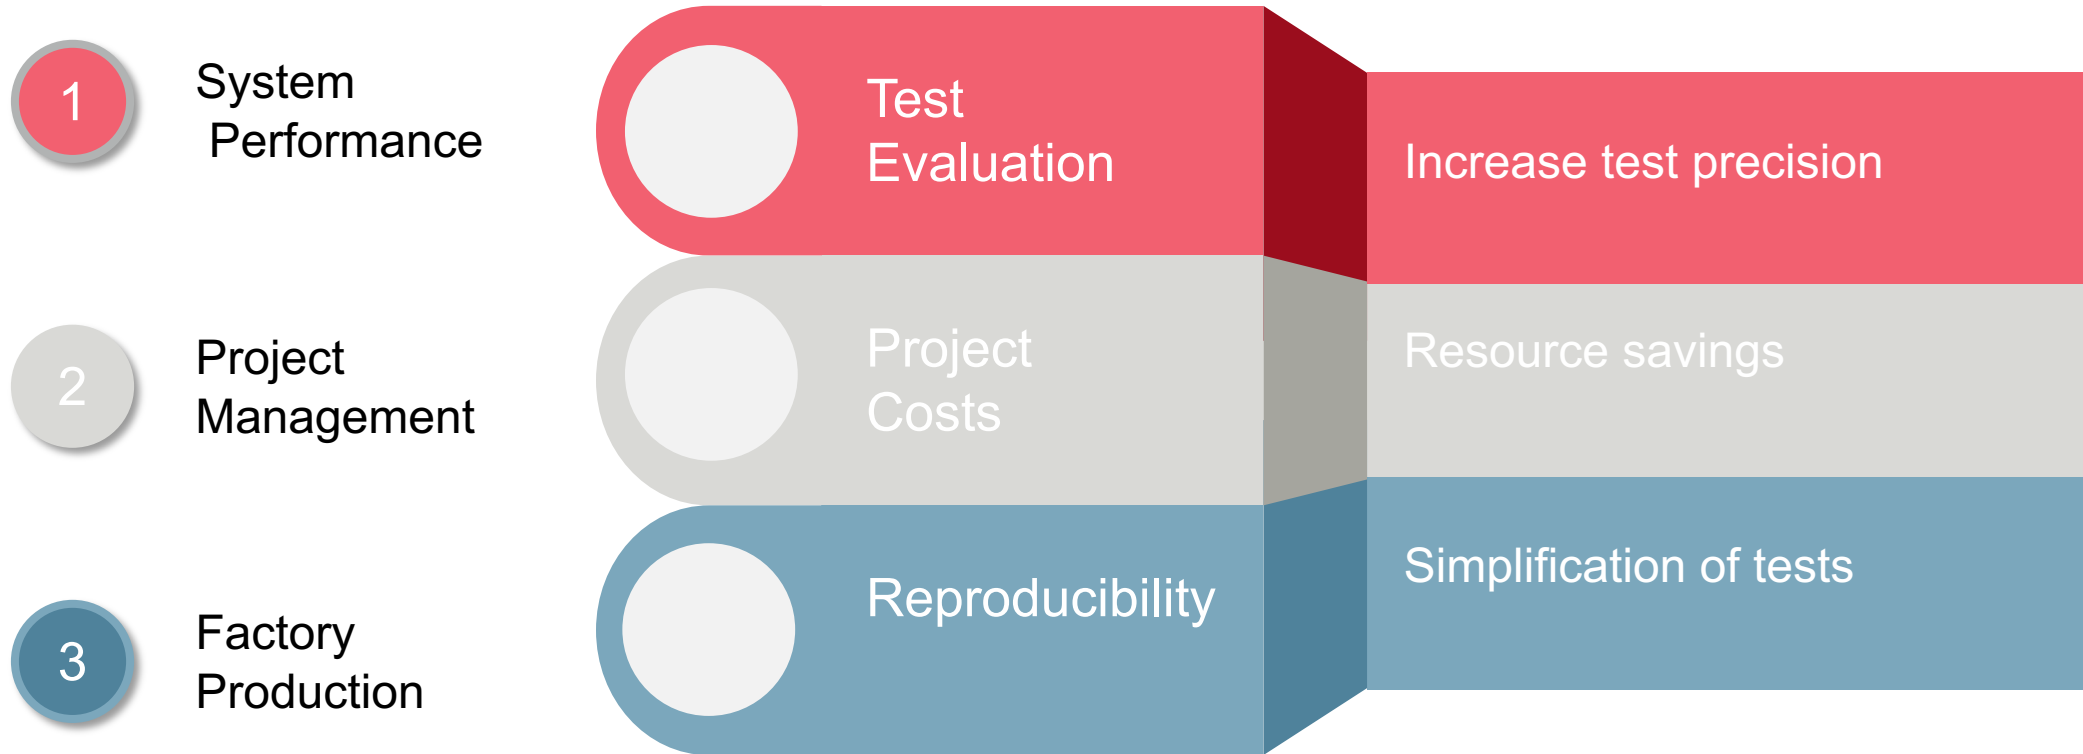 1
System
Performance
Test
Evaluation
Increase test precision
2
Project
Management
Project
Costs
Resource savings
3
Factory
Production
Reproducibility
Simplification of tests